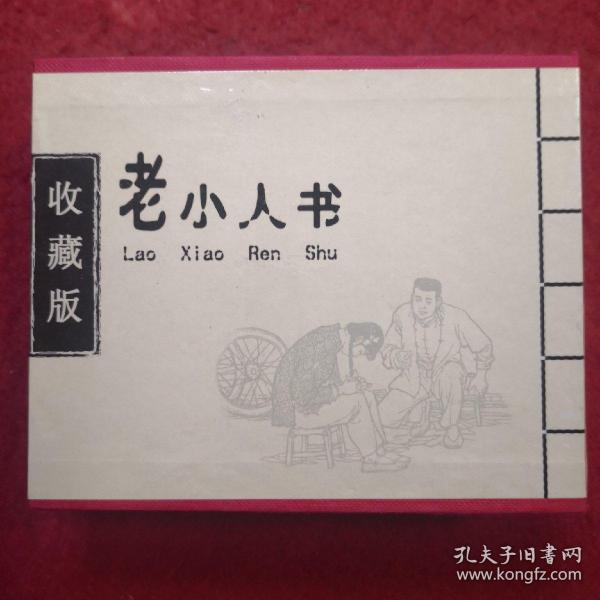 收藏版
老小人书
Lao Xiao Ren Shu
孔夫子旧書网
www.kongfz.com